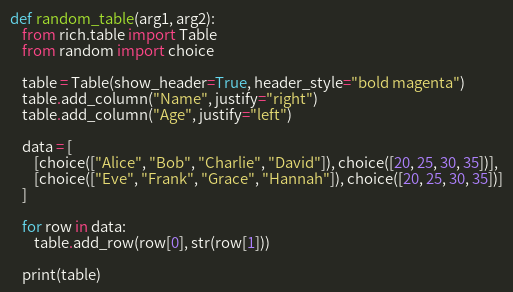 def random_table(arg1, arg2):
    from rich.table import Table
    from random import choice

    table = Table(show_header=True, header_style="bold magenta")
    table.add_column("Name", justify="right")
    table.add_column("Age", justify="left")

    data = [
        [choice(["Alice", "Bob", "Charlie", "David"]), choice([20, 25, 30, 35])],
        [choice(["Eve", "Frank", "Grace", "Hannah"]), choice([20, 25, 30, 35])]
    ]

    for row in data:
        table.add_row(row[0], str(row[1]))

    print(table)